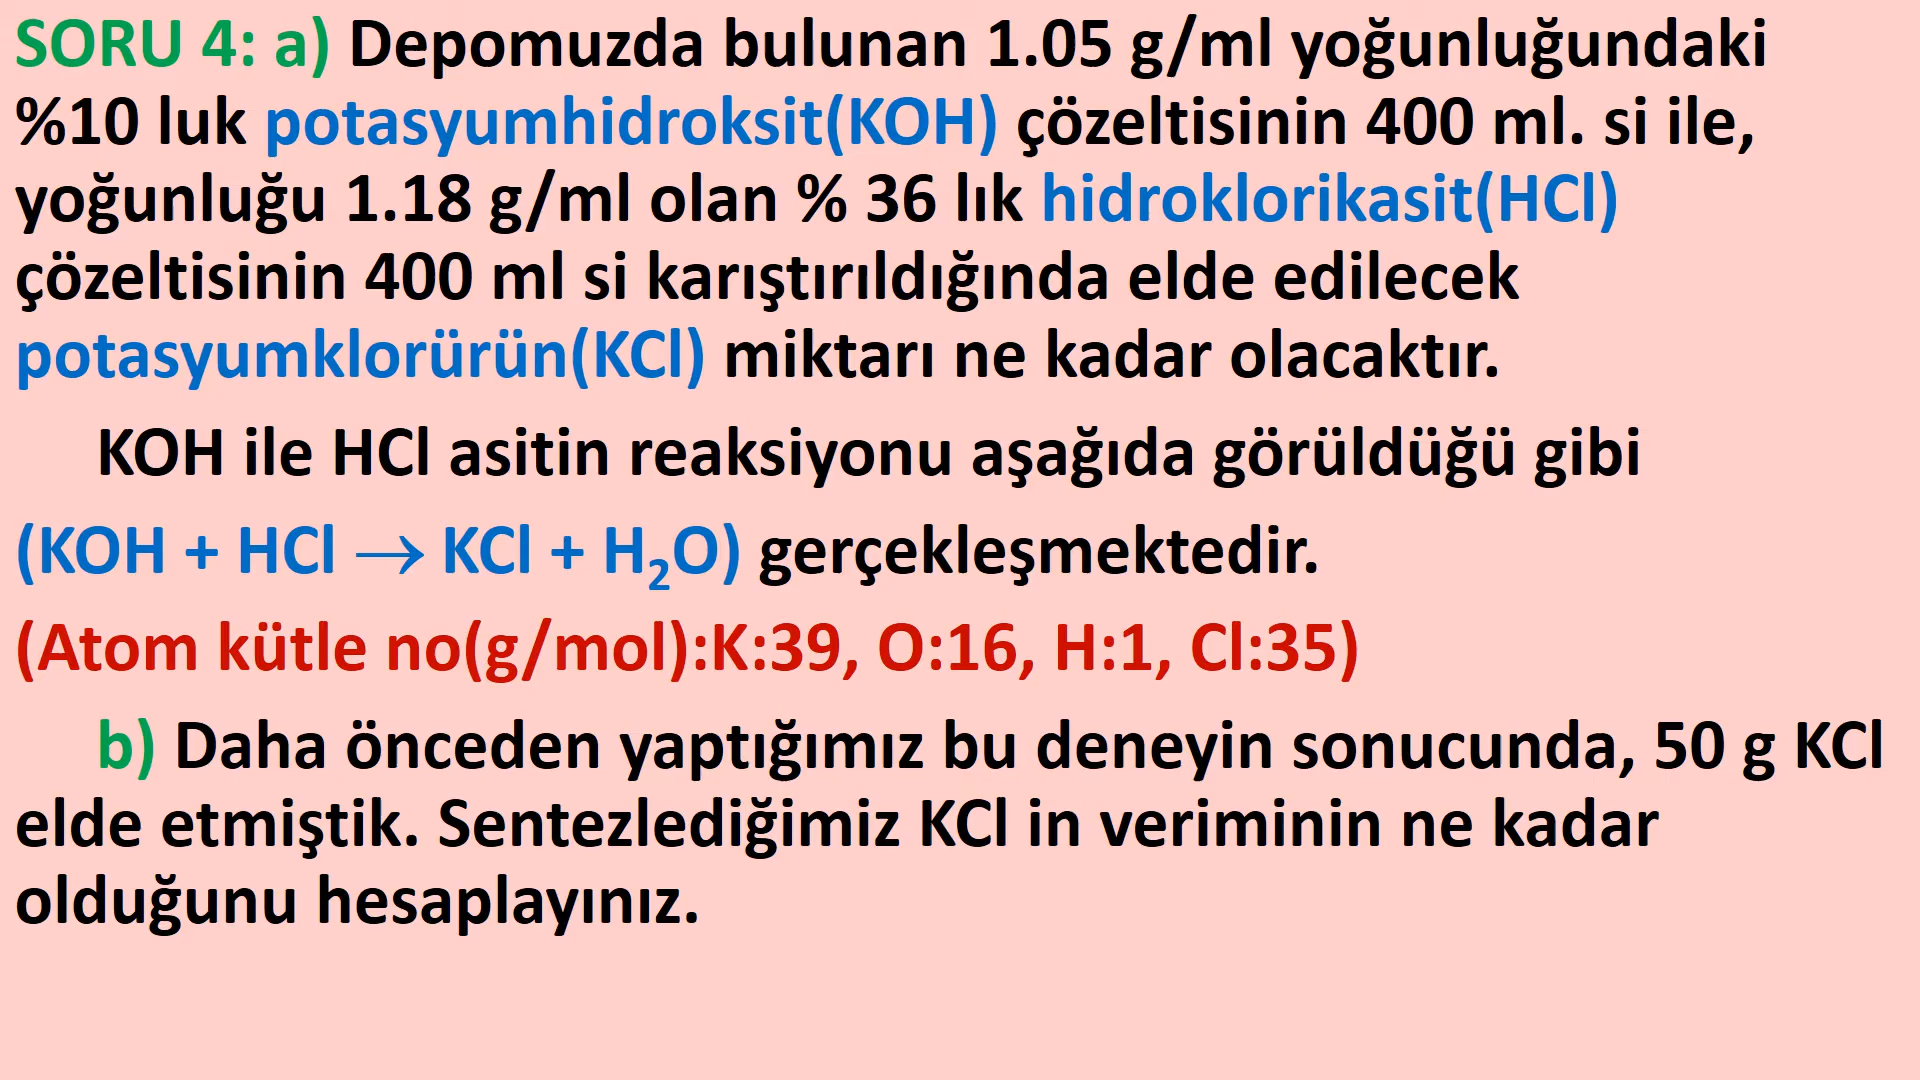 SORU 4: a) Depomuzda bulunan 1.05 g/ml yoğunluğundaki
%10 luk potasyumhidroksit(KOH) çözeltisinin 400 ml. si ile,
yoğunluğu 1.18 g/ml olan % 36 lık hidroklorikasit(HCl)
çözeltisinin 400 ml si karıştırıldığında elde edilecek
potasyumklorürün(KCl) miktarı ne kadar olacaktır.
KOH ile HCl asitin reaksiyonu aşağıda görüldüğü gibi
(KOH + HCl → KCl + H₂O) gerçekleşmektedir.
(Atom kütle no(g/mol):K:39, O:16, H:1, Cl:35)
b) Daha önceden yaptığımız bu deneyin sonucunda, 50 g KCl
elde etmiştik. Sentezlediğimiz KCl in veriminin ne kadar
olduğunu hesaplayınız.